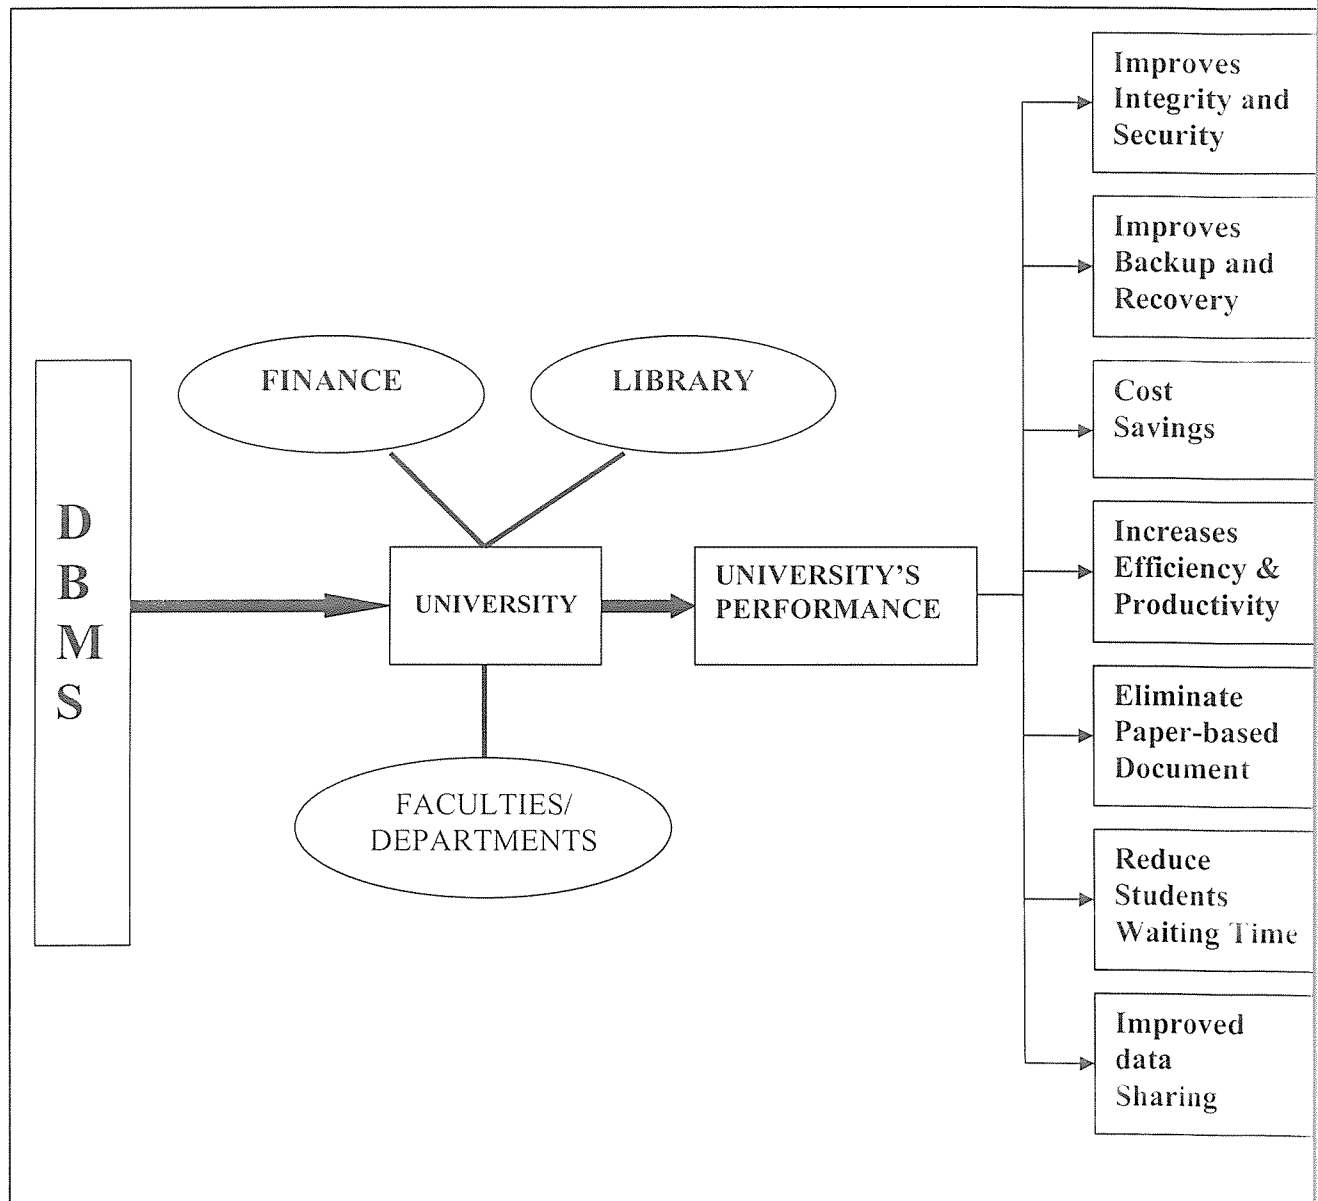 D
B
M
S
FINANCE
LIBRARY
UNIVERSITY
FACULTIES/
DEPARTMENTS
UNIVERSITY’S
PERFORMANCE
Improves
Integrity and
Security
Improves
Backup and
Recovery
Cost
Savings
Increases
Efficiency &
Productivity
Eliminate
Paper-based
Document
Reduce
Students
Waiting Time
Improved
data
Sharing